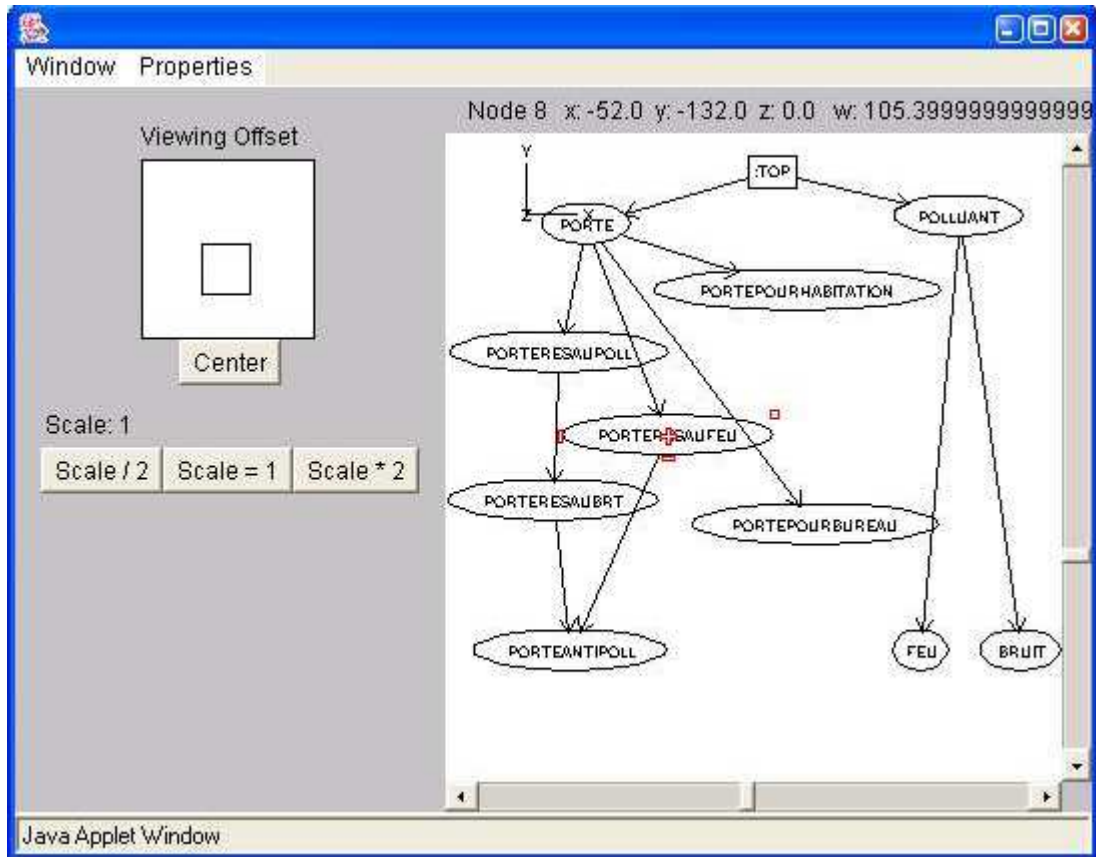 Window Properties
Node 8 x: -52.0 y: -132.0 z: 0.0 w: 105.3999999999999
Viewing Offset
Center
Scale: 1
Scale / 2 Scale = 1 Scale * 2
Y
Z X
:TOP
PORTE
POLLUANT
PORTEPOURHABITATION
PORTERESAUPOLL
PORTERESAUFEU
PORTERESAUBRT
PORTEPOURBUREAU
PORTEANTIPOLL
FEU
BRUIT
Java Applet Window